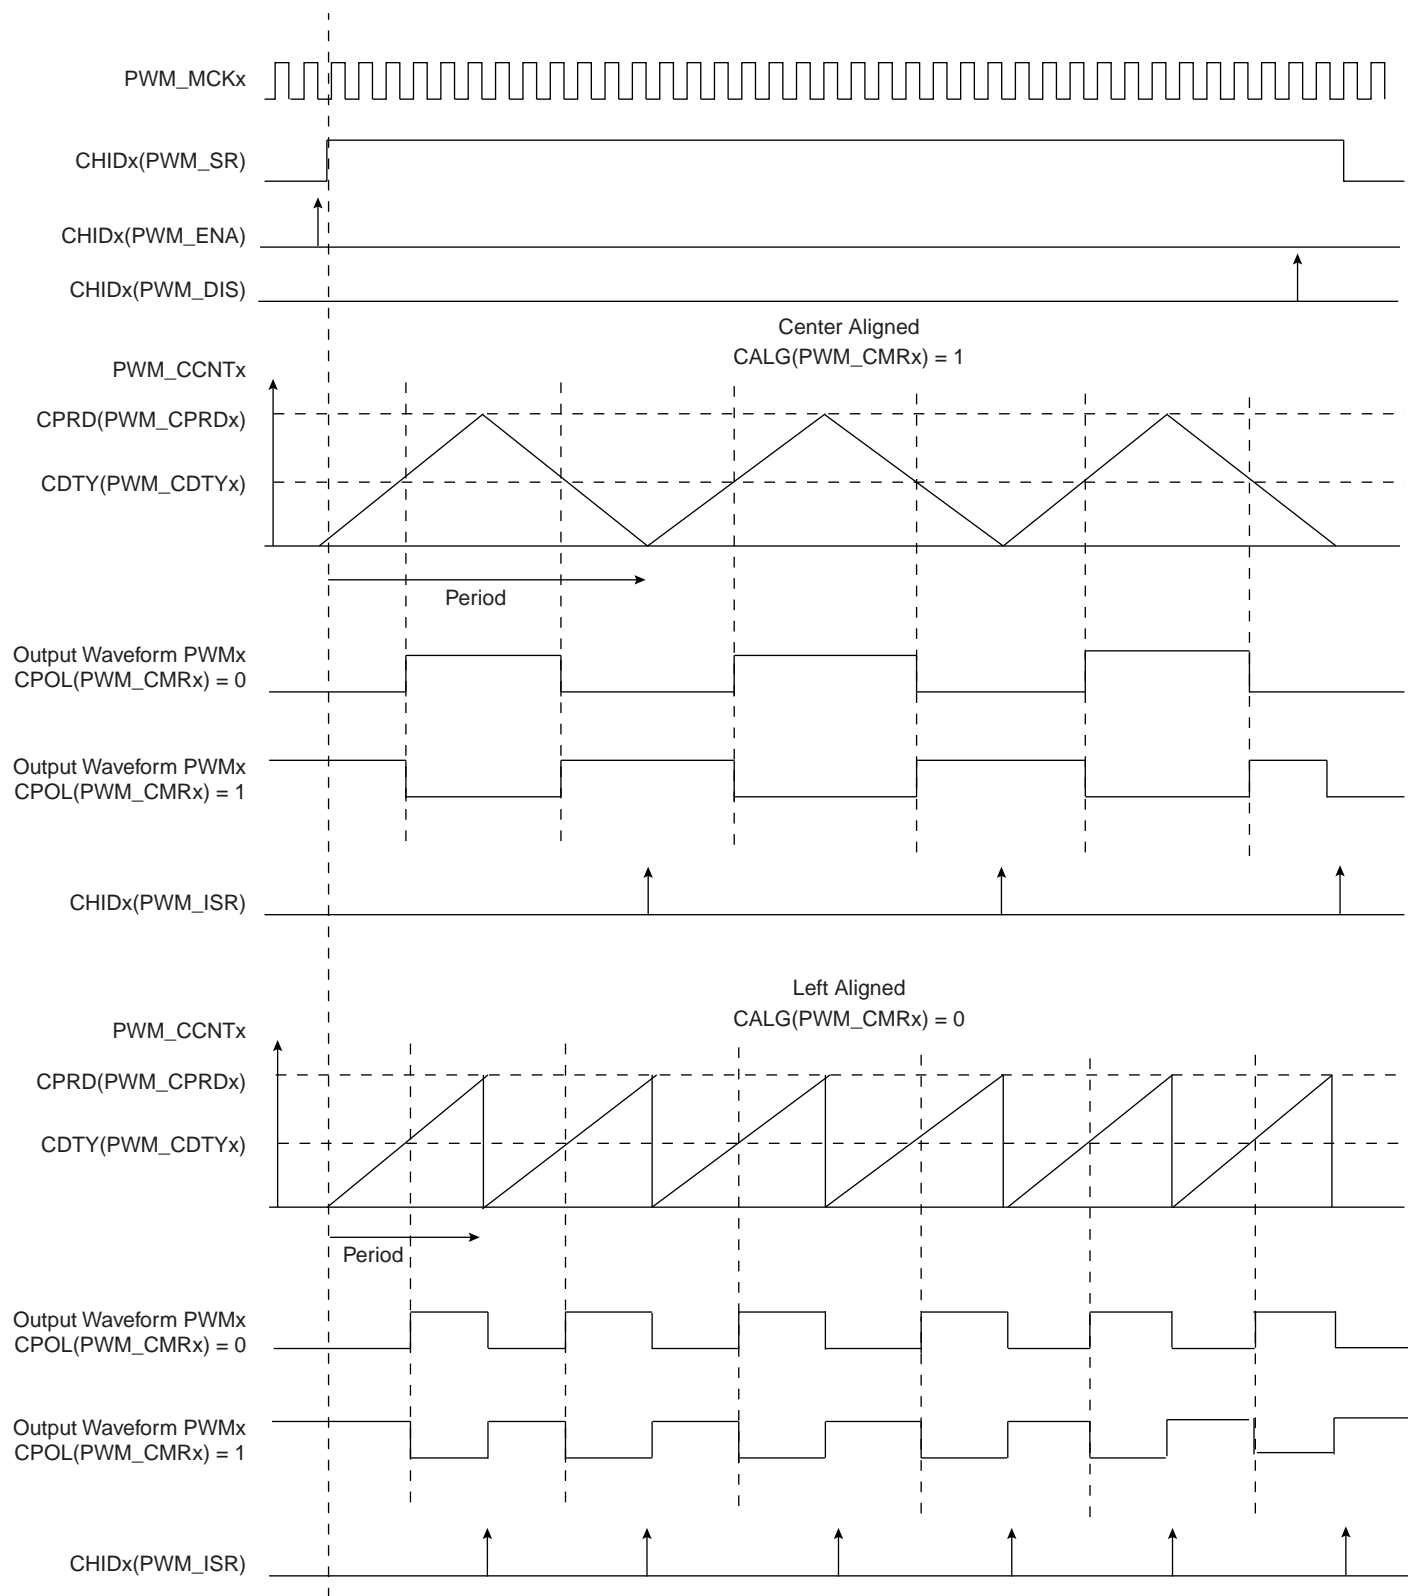 PWM_MCKx
CHIDx(PWM_SR)
CHIDx(PWM_ENA)
CHIDx(PWM_DIS)
Center Aligned
CALG(PWM_CMRx) = 1
PWM_CCNTx
CPRD(PWM_CPRDx)
CDTY(PWM_CDTYx)
Period
Output Waveform PWMx
CPOL(PWM_CMRx) = 0
Output Waveform PWMx
CPOL(PWM_CMRx) = 1
CHIDx(PWM_ISR)
Left Aligned
CALG(PWM_CMRx) = 0
PWM_CCNTx
CPRD(PWM_CPRDx)
CDTY(PWM_CDTYx)
Period
Output Waveform PWMx
CPOL(PWM_CMRx) = 0
Output Waveform PWMx
CPOL(PWM_CMRx) = 1
CHIDx(PWM_ISR)